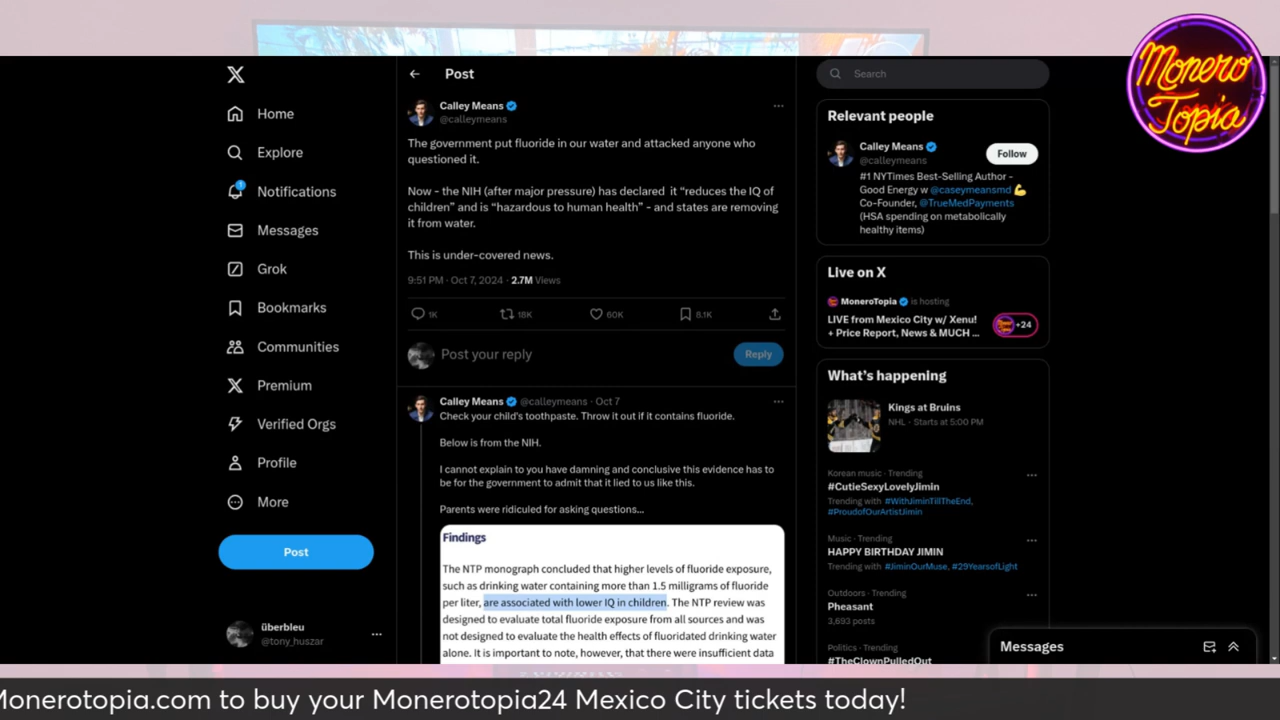 Monero
Topia
Post
Search
Home
Explore
Notifications
1
Messages
Grok
Bookmarks
Communities
Premium
Verified Orgs
Profile
More
Post
überbleu
@tony_huszar
Calley Means
@calleymeans
The government put fluoride in our water and attacked anyone who
questioned it.
Now - the NIH (after major pressure) has declared it “reduces the IQ of
children” and is “hazardous to human health” - and states are removing
it from water.
This is under-covered news.
9:51 PM · Oct 7, 2024 · 2.7M Views
1K 18K 60K 8.1K
Post your reply
Reply
Calley Means @calleymeans · Oct 7
Check your child's toothpaste. Throw it out if it contains fluoride.
Below is from the NIH.
I cannot explain to you have damning and conclusive this evidence has to
be for the government to admit that it lied to us like this.
Parents were ridiculed for asking questions...
Findings
The NTP monograph concluded that higher levels of fluoride exposure,
such as drinking water containing more than 1.5 milligrams of fluoride
per liter, are associated with lower IQ in children. The NTP review was
designed to evaluate total fluoride exposure from all sources and was
not designed to evaluate the health effects of fluoridated drinking water
alone. It is important to note, however, that there were insufficient data
Relevant people
Calley Means
@calleymeans
Follow
#1 NYTimes Best-Selling Author -
Good Energy w @caseymeansmd 💪
Co-Founder, @TrueMedPayments
(HSA spending on metabolically
healthy items)
Live on X
MoneroTopia is hosting
LIVE from Mexico City w/ Xenu!
+ Price Report, News & MUCH ...
+24
What's happening
Kings at Bruins
NHL · Starts at 5:00 PM
Korean music · Trending
#CutieSexyLovelyJimin
Trending with #WithJiminTillTheEnd,
#ProudofOurArtistJimin
Music · Trending
HAPPY BIRTHDAY JIMIN
Trending with #JiminOurMuse, #29YearsofLight
Outdoors · Trending
Pheasant
3,693 posts
Politics · Trending
#TheClownPulledOut
Messages
Monerotopia.com to buy your Monerotopia24 Mexico City tickets today!